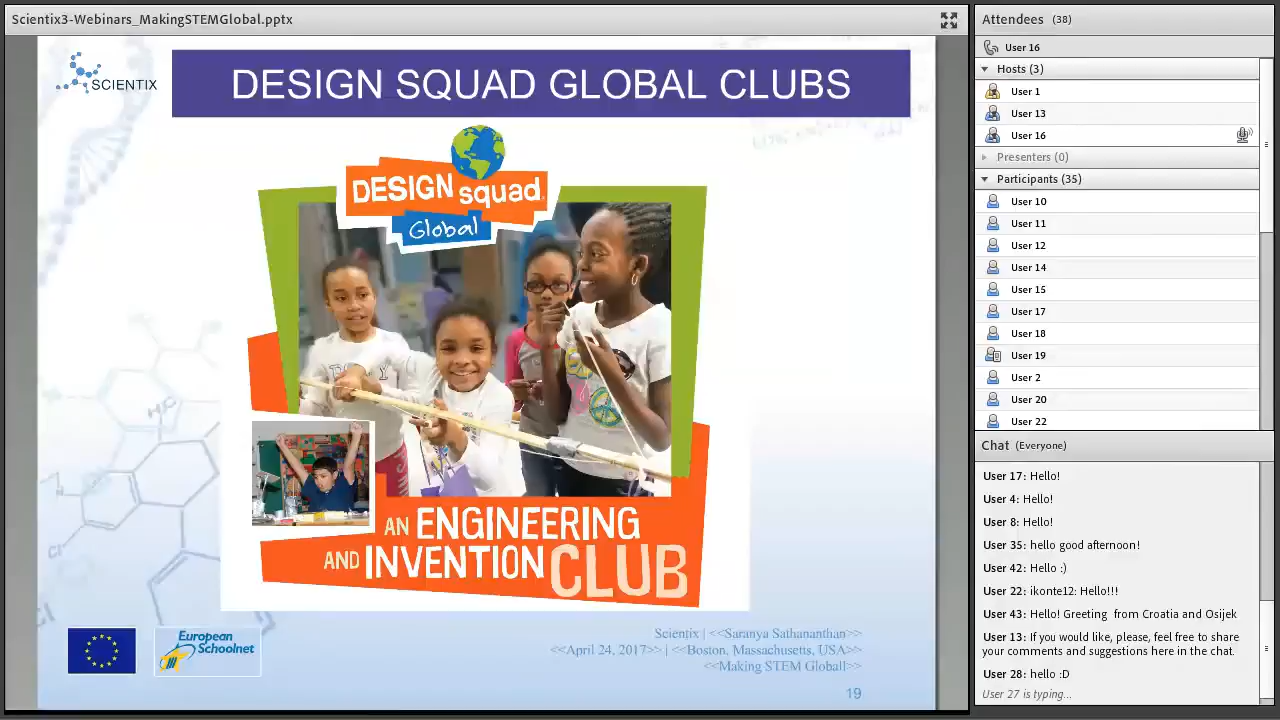 Scientix3-Webinars_MakingSTEMGlobal.pptx
SCIENTIX
DESIGN SQUAD GLOBAL CLUBS
DESIGN squad
Global
AN ENGINEERING
AND INVENTION CLUB
European
Schoolnet
Scientix | <<Saranya Sathananthan>>
<<April 24, 2017>> | <<Boston, Massachusetts, USA>>
<<Making STEM Globall>>
19
Attendees (38)
User 16
Hosts (3)
User 1
User 13
User 16
Presenters (0)
Participants (35)
User 10
User 11
User 12
User 14
User 15
User 17
User 18
User 19
User 2
User 20
User 22
Chat (Everyone)
User 17: Hello!
User 4: Hello!
User 8: Hello!
User 35: hello good afternoon!
User 42: Hello :)
User 22: ikonte12: Hello!!!
User 43: Hello! Greeting from Croatia and Osijek
User 13: If you would like, please, feel free to share
your comments and suggestions here in the chat.
User 28: hello :D
User 27 is typing...